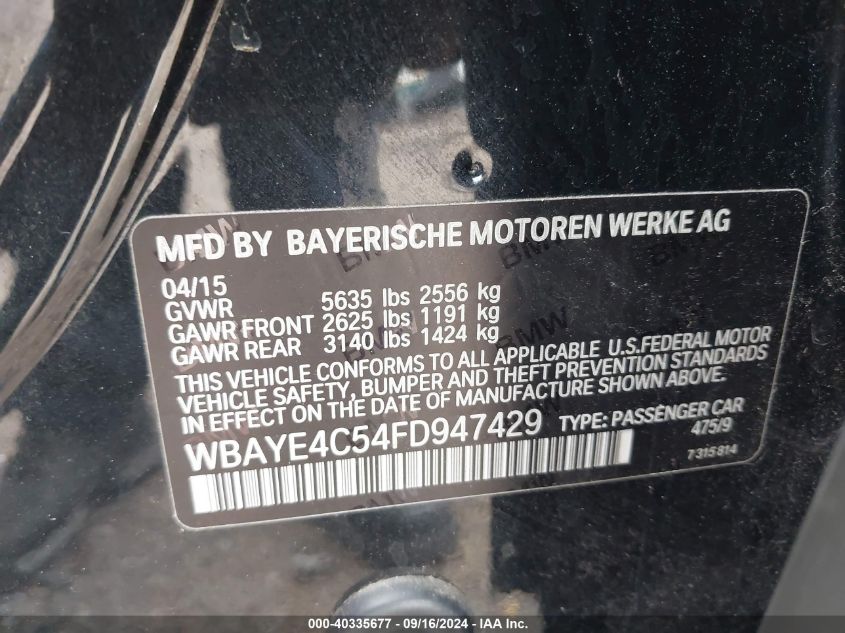 MFD BY BAYERISCHE MOTOREN WERKE AG
04/15
GVWR 5635 lbs 2556 kg
GAWR FRONT 2625 lbs 1191 kg
GAWR REAR 3140 lbs 1424 kg
THIS VEHICLE CONFORMS TO ALL APPLICABLE U.S.FEDERAL MOTOR
VEHICLE SAFETY, BUMPER AND THEFT PREVENTION STANDARDS
IN EFFECT ON THE DATE OF MANUFACTURE SHOWN ABOVE.
WBAYE4C54FD947429 TYPE: PASSENGER CAR
475/9
7 315 814
000-40335677 - 09/16/2024 - IAA Inc.